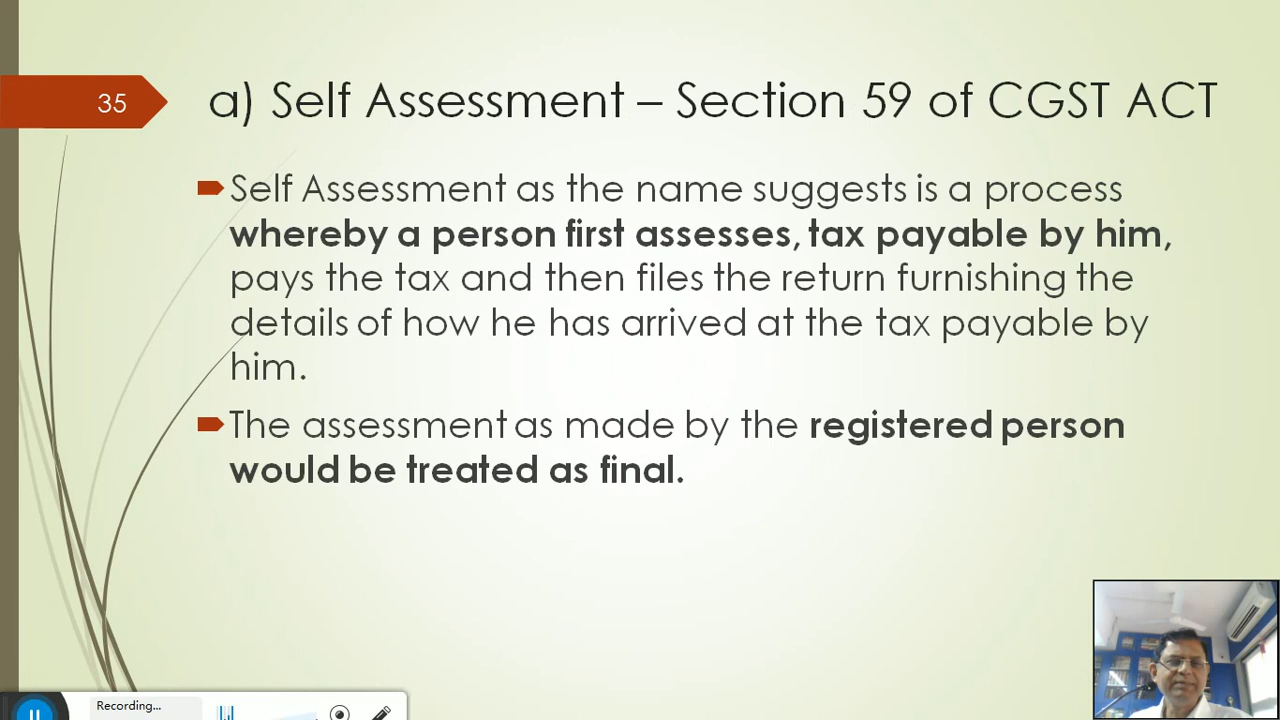 35
a) Self Assessment – Section 59 of CGST ACT
Self Assessment as the name suggests is a process
whereby a person first assesses, tax payable by him,
pays the tax and then files the return furnishing the
details of how he has arrived at the tax payable by
him.
The assessment as made by the registered person
would be treated as final.
Recording...